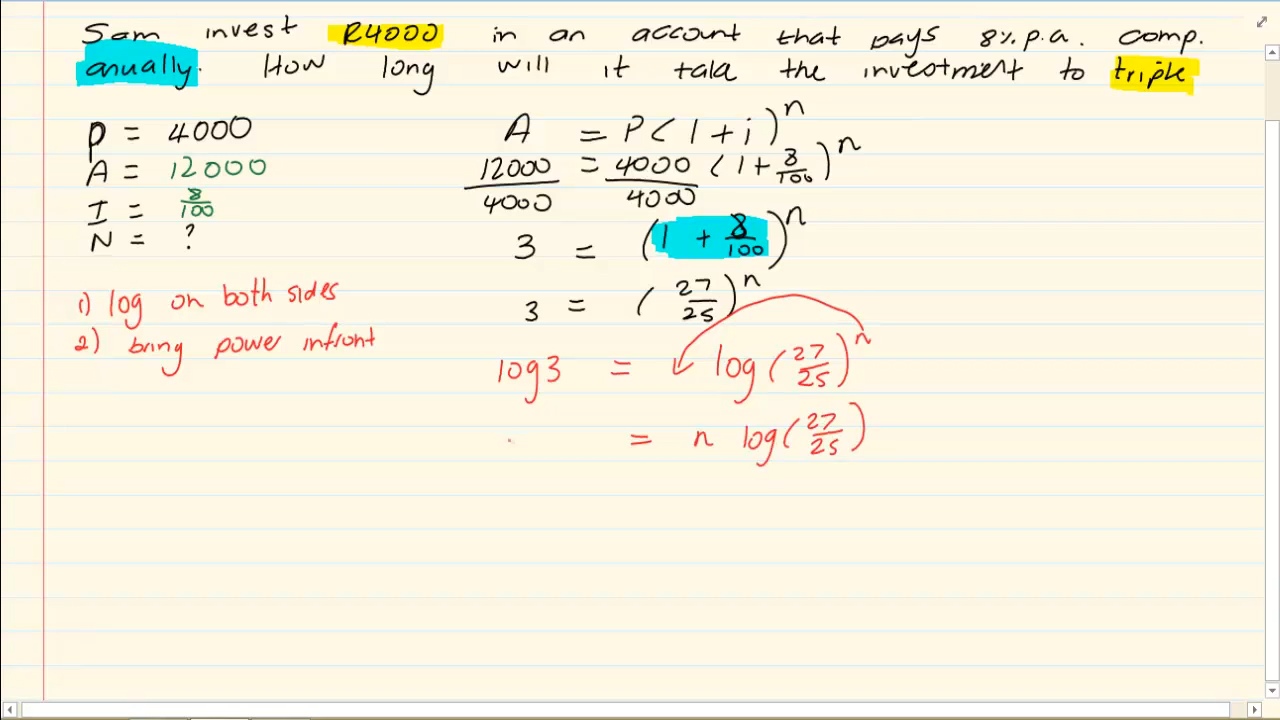 Sam invest R4000 in an account that pays 8% p.a. comp.
anually. How long will it take the investment to triple
P = 4000
A = 12000
I = 8/100
N = ?
1) log on both sides
2) bring power infront
A = P(1+i)^n
12000/4000 = 4000/4000 (1+8/100)^n
3 = (1 + 8/100)^n
3 = (27/25)^n
log3 = log(27/25)^n
= n log(27/25)